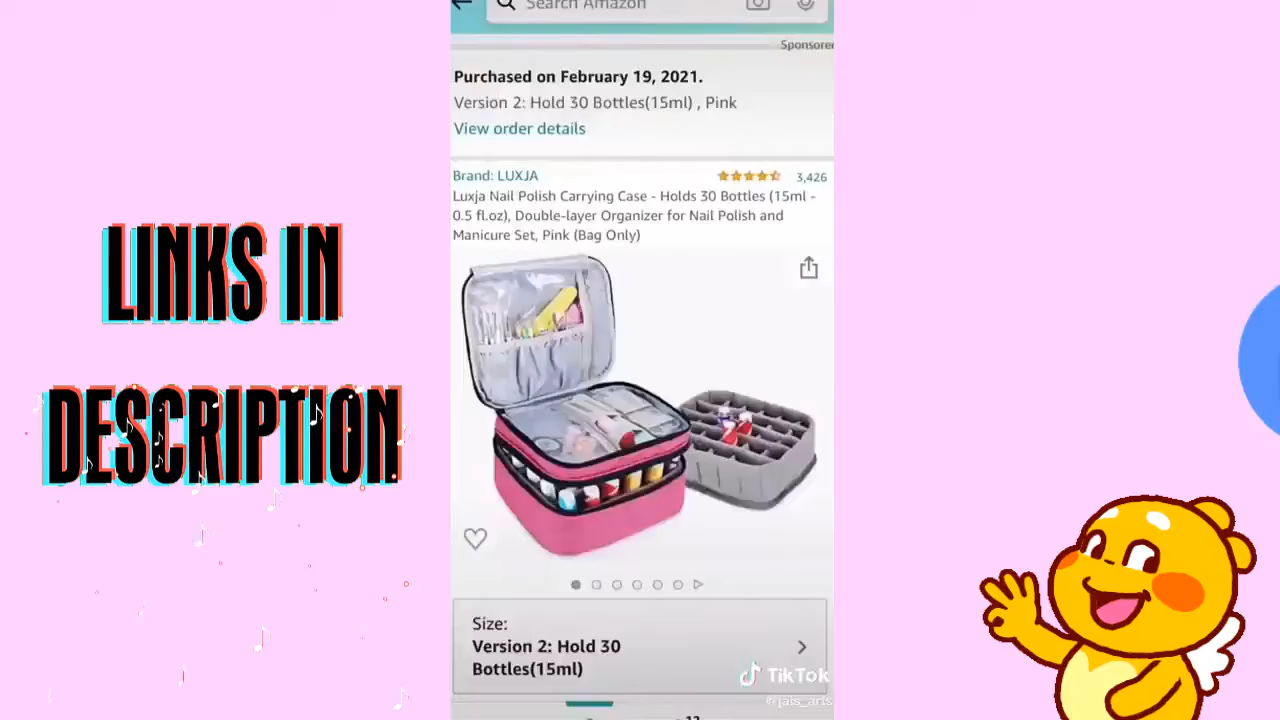 LINKS IN
DESCRIPTION
Search Amazon
Purchased on February 19, 2021.
Version 2: Hold 30 Bottles(15ml) , Pink
View order details
Brand: LUXJA
3,426
Luxja Nail Polish Carrying Case - Holds 30 Bottles (15ml -
0.5 fl.oz), Double-layer Organizer for Nail Polish and
Manicure Set, Pink (Bag Only)
Size:
Version 2: Hold 30
Bottles(15ml)
TikTok